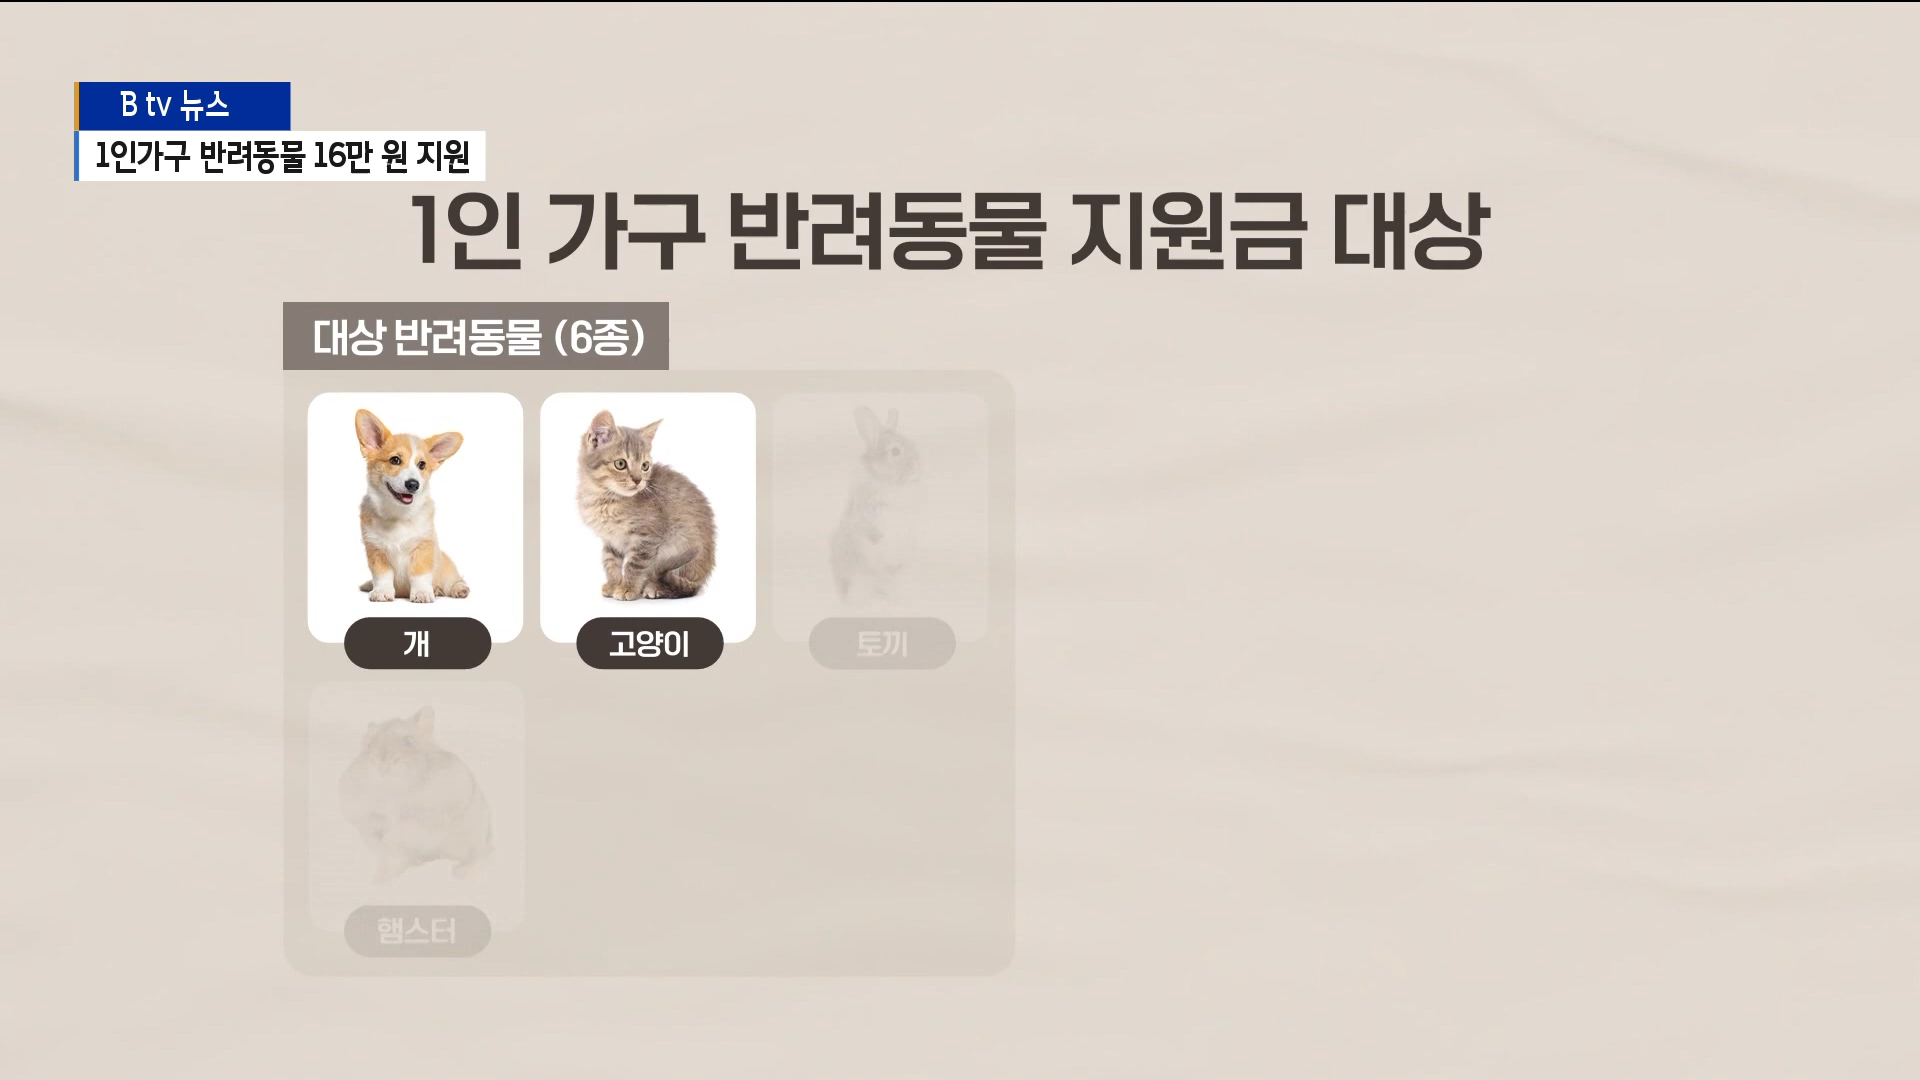 B tv 뉴스
1인가구 반려동물 16만 원 지원
1인 가구 반려동물 지원금 대상
대상 반려동물 (6종)
개
고양이
토끼
햄스터